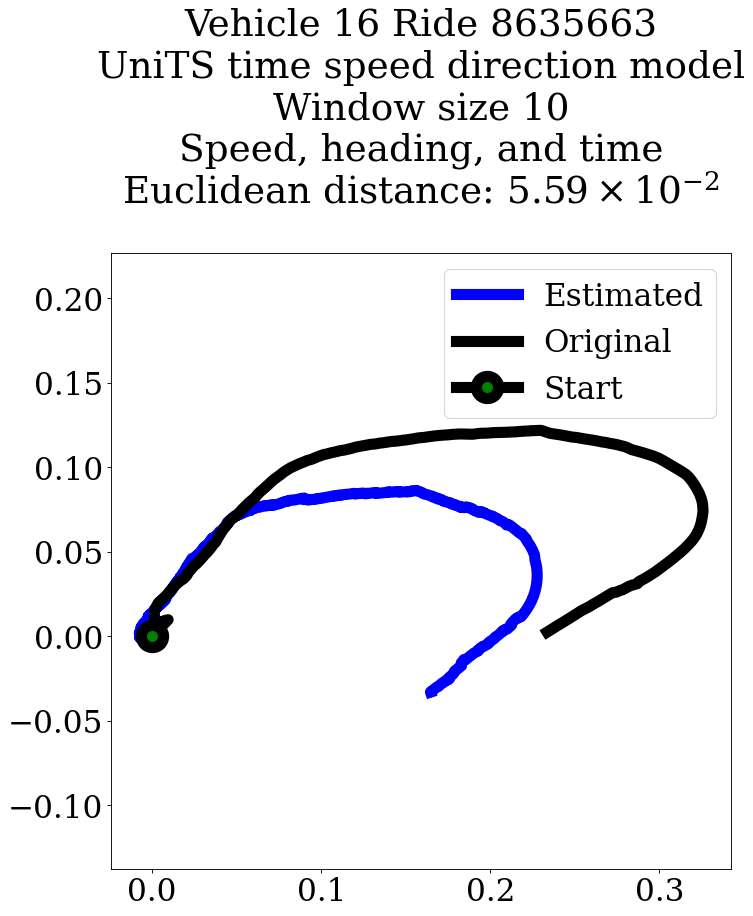 Vehicle 16 Ride 8635663
UniTS time speed direction model
Window size 10
Speed, heading, and time
Euclidean distance: 5.59 × 10⁻²
Estimated
Original
Start
0.20
0.15
0.10
0.05
0.00
−0.05
−0.10
0.0 0.1 0.2 0.3